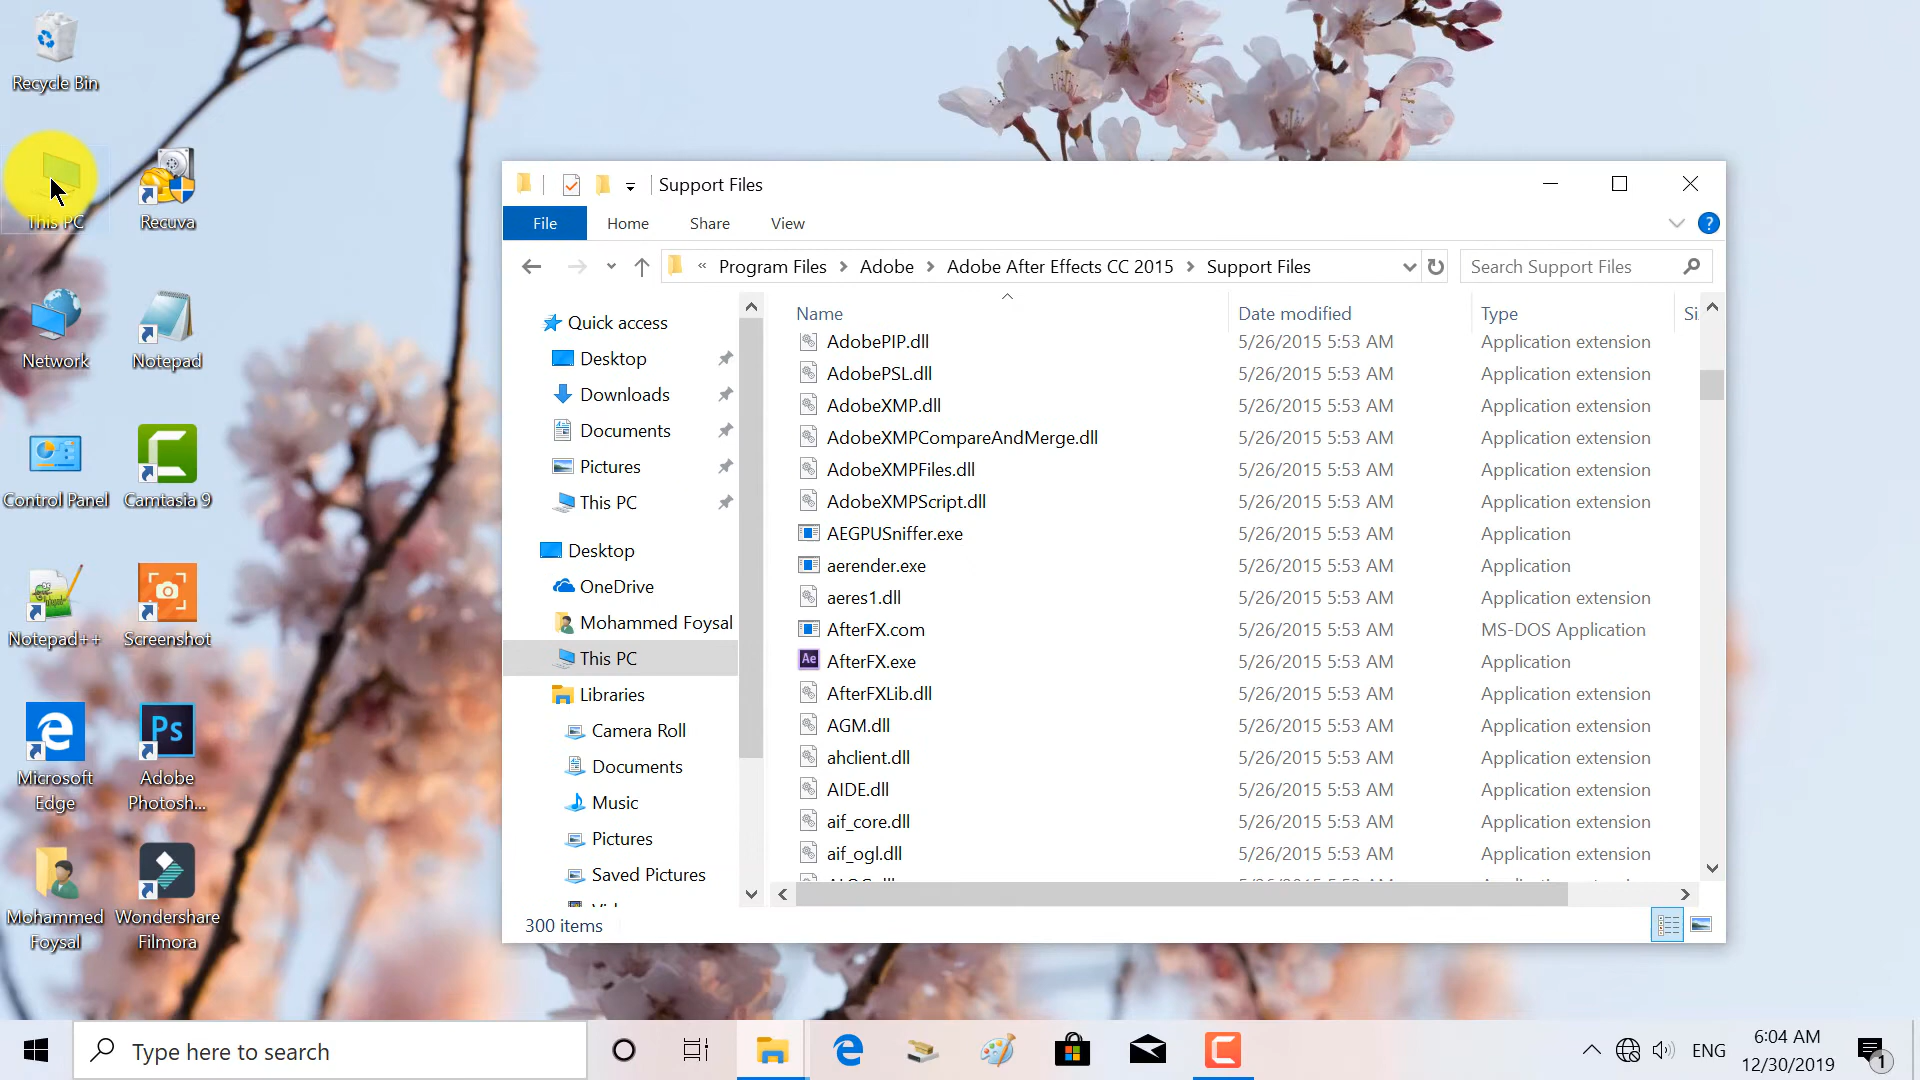 Recycle Bin
This PC
Recuva
Network
Notepad
Control Panel
Camtasia 9
Notepad++
Screenshot
Microsoft
Edge
Adobe
Photosh...
Mohammed
Foysal
Wondershare
Filmora
Support Files
File Home Share View
« Program Files Adobe Adobe After Effects CC 2015 Support Files
Search Support Files
Quick access
Desktop
Downloads
Documents
Pictures
This PC
Desktop
OneDrive
Mohammed Foysal
This PC
Libraries
Camera Roll
Documents
Music
Pictures
Saved Pictures
Name Date modified Type Si
AdobePIP.dll 5/26/2015 5:53 AM Application extension
AdobePSL.dll 5/26/2015 5:53 AM Application extension
AdobeXMP.dll 5/26/2015 5:53 AM Application extension
AdobeXMPCompareAndMerge.dll 5/26/2015 5:53 AM Application extension
AdobeXMPFiles.dll 5/26/2015 5:53 AM Application extension
AdobeXMPScript.dll 5/26/2015 5:53 AM Application extension
AEGPUSniffer.exe 5/26/2015 5:53 AM Application
aerender.exe 5/26/2015 5:53 AM Application
aeres1.dll 5/26/2015 5:53 AM Application extension
AfterFX.com 5/26/2015 5:53 AM MS-DOS Application
Ae AfterFX.exe 5/26/2015 5:53 AM Application
AfterFXLib.dll 5/26/2015 5:53 AM Application extension
AGM.dll 5/26/2015 5:53 AM Application extension
ahclient.dll 5/26/2015 5:53 AM Application extension
AIDE.dll 5/26/2015 5:53 AM Application extension
aif_core.dll 5/26/2015 5:53 AM Application extension
aif_ogl.dll 5/26/2015 5:53 AM Application extension
300 items
Type here to search
ENG
6:04 AM
12/30/2019
1